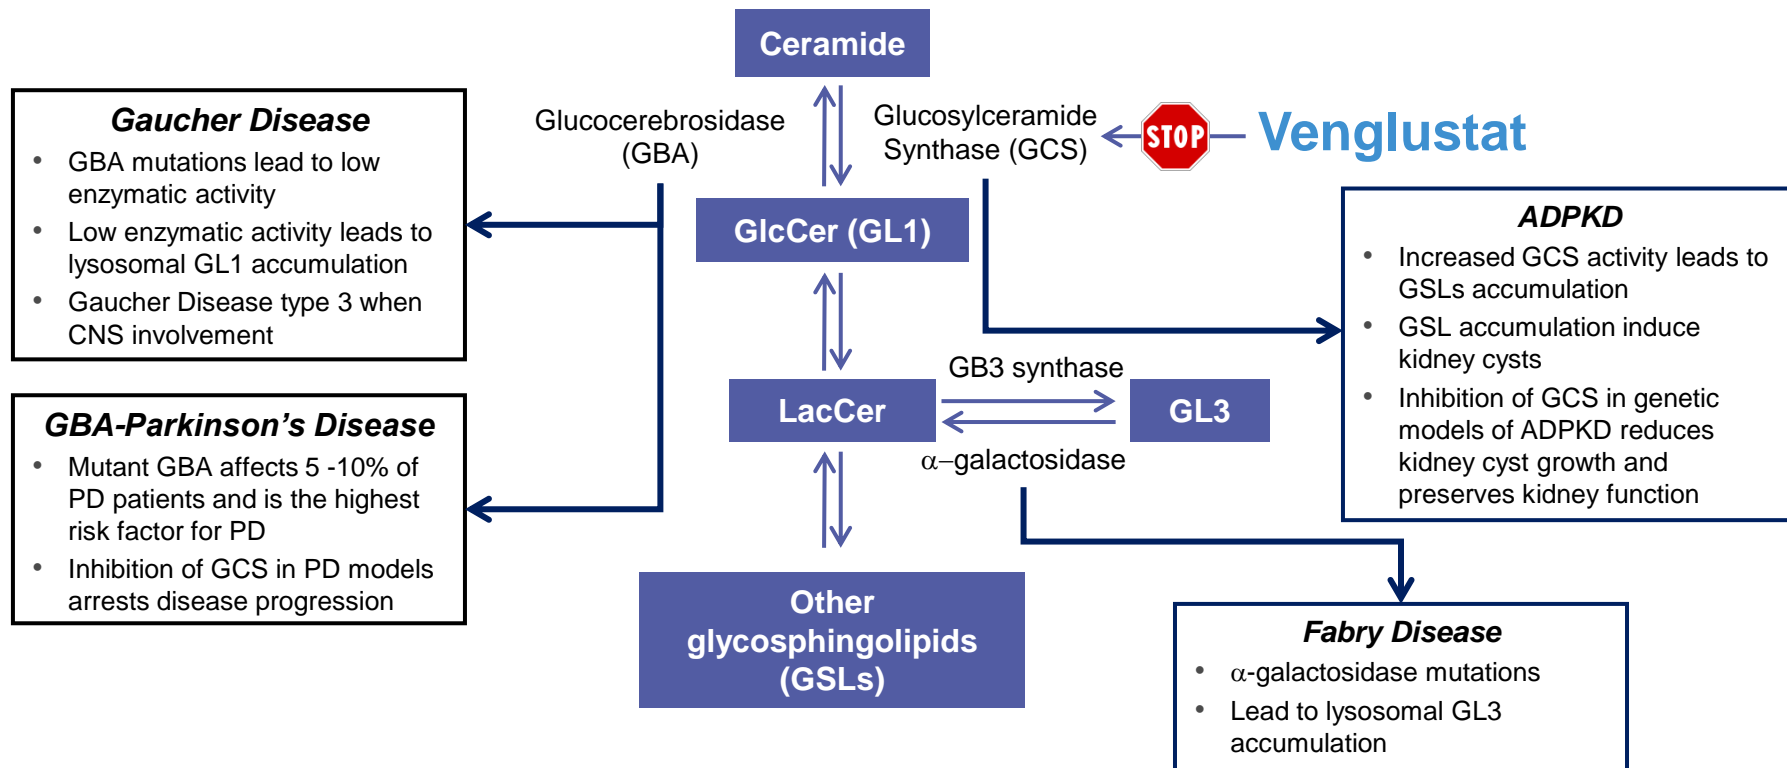 Ceramide
Glucocerebrosidase
(GBA)
Glucosylceramide
Synthase (GCS)
STOP
Venglustat
Gaucher Disease
• GBA mutations lead to low
enzymatic activity
• Low enzymatic activity leads to
lysosomal GL1 accumulation
• Gaucher Disease type 3 when
CNS involvement
GlcCer (GL1)
ADPKD
• Increased GCS activity leads to
GSLs accumulation
• GSL accumulation induce
kidney cysts
• Inhibition of GCS in genetic
models of ADPKD reduces
kidney cyst growth and
preserves kidney function
GB3 synthase
LacCer
GL3
α–galactosidase
GBA-Parkinson’s Disease
• Mutant GBA affects 5 -10% of
PD patients and is the highest
risk factor for PD
• Inhibition of GCS in PD models
arrests disease progression
Other
glycosphingolipids
(GSLs)
Fabry Disease
• α-galactosidase mutations
• Lead to lysosomal GL3
accumulation